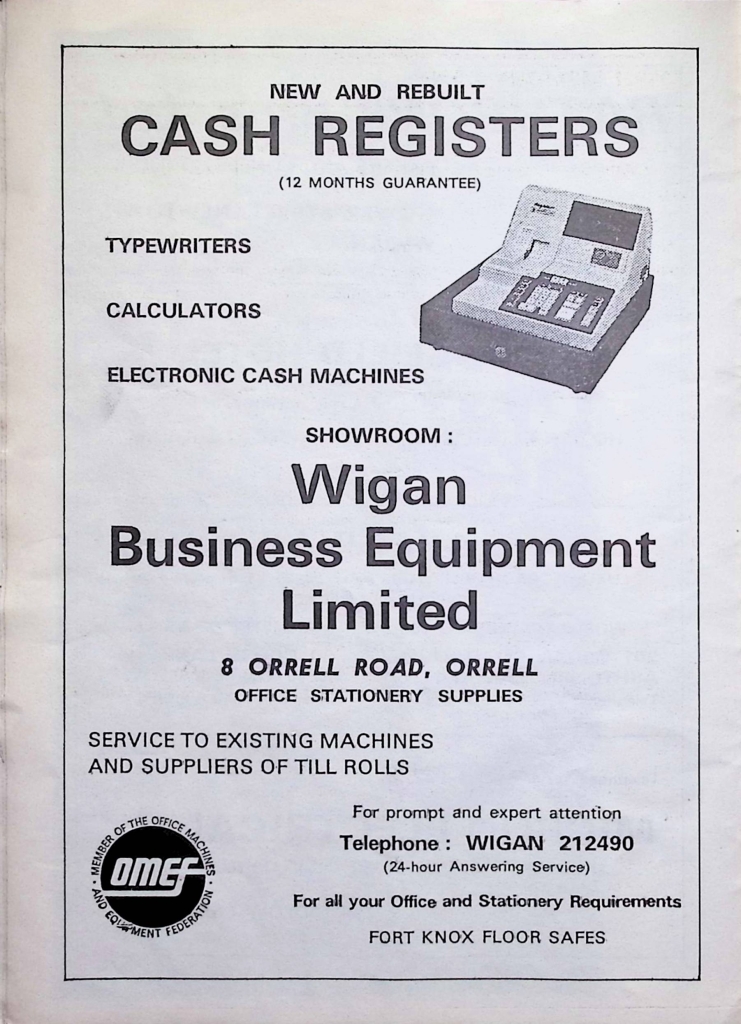 NEW AND REBUILT
CASH REGISTERS
(12 MONTHS GUARANTEE)
TYPEWRITERS
CALCULATORS
ELECTRONIC CASH MACHINES
SHOWROOM :
Wigan
Business Equipment
Limited
8 ORRELL ROAD, ORRELL
OFFICE STATIONERY SUPPLIES
SERVICE TO EXISTING MACHINES
AND SUPPLIERS OF TILL ROLLS
For prompt and expert attention
Telephone : WIGAN 212490
(24-hour Answering Service)
For all your Office and Stationery Requirements
FORT KNOX FLOOR SAFES
· MEMBER OF THE OFFICE MACHINES ·
OMEF
AND EQUIPMENT FEDERATION